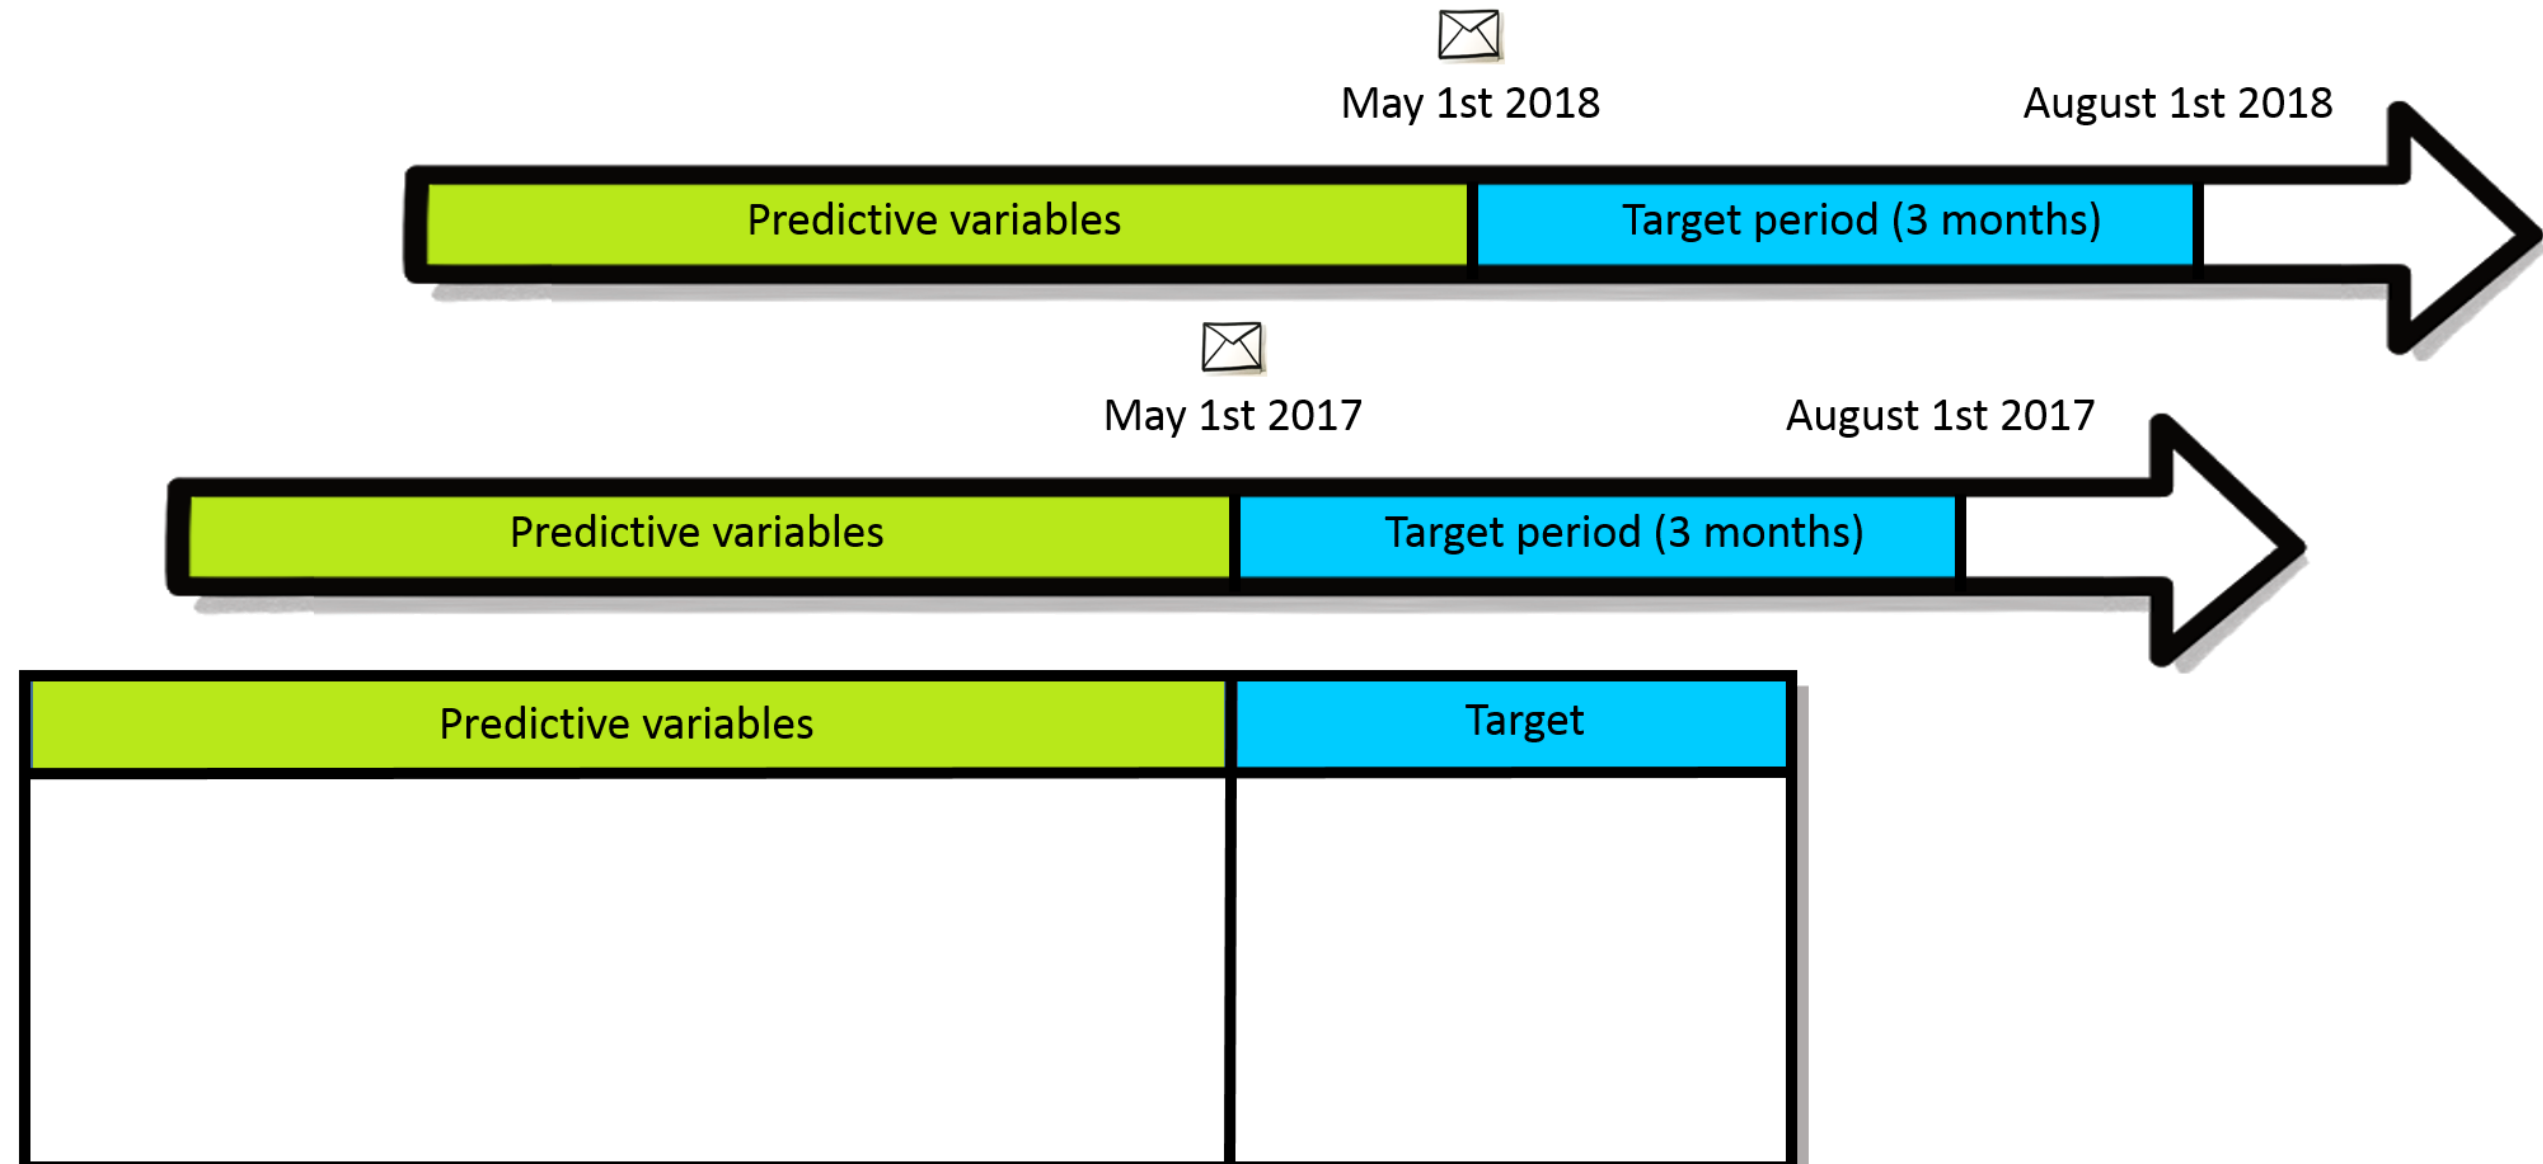 May 1st 2018
August 1st 2018
Predictive variables
Target period (3 months)
May 1st 2017
August 1st 2017
Predictive variables
Target period (3 months)
Predictive variables
Target